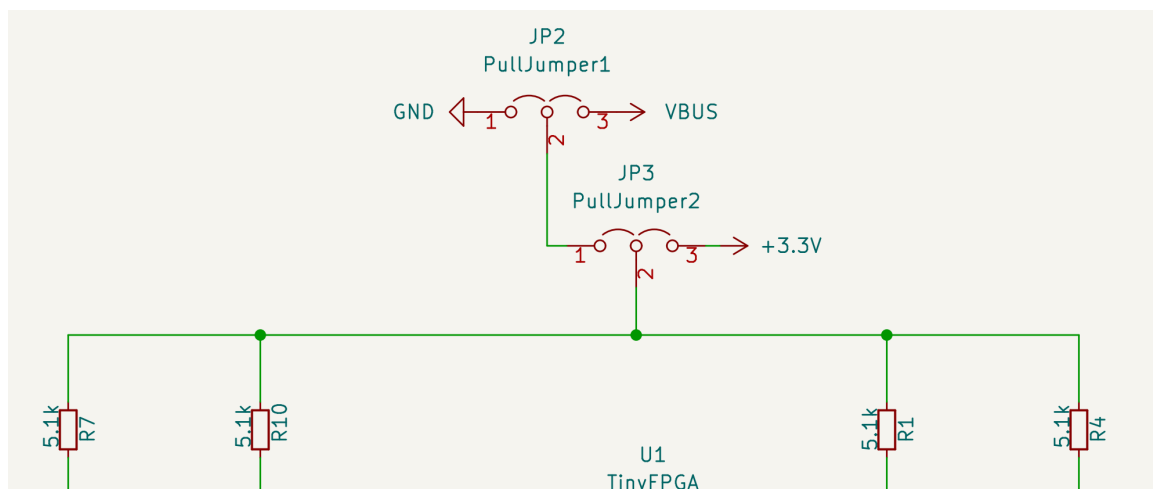 JP2
PullJumper1
GND
1
2
3
VBUS
JP3
PullJumper2
1
2
3
+3.3V
5.1k
R7
5.1k
R10
5.1k
R1
5.1k
R4
U1
TinyFPGA